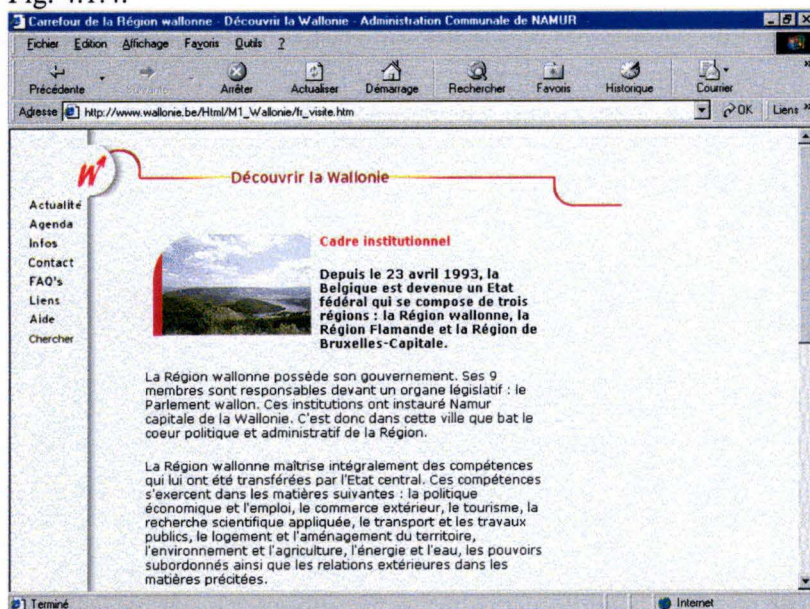 Carrefour de la Région wallonne - Découvrir la Wallonie - Administration Communale de NAMUR
Fichier Edition Affichage Favoris Outils ?
Précédente Suivante Arrêter Actualiser Démarrage Rechercher Favoris Historique Courrier
Adresse http://www.wallonie.be/Html/M1_Wallonie/fr_visite.htm OK Liens
W
Découvrir la Wallonie
Actualité
Agenda
Infos
Contact
FAQ's
Liens
Aide
Chercher
Cadre institutionnel
Depuis le 23 avril 1993, la
Belgique est devenue un Etat
fédéral qui se compose de trois
régions : la Région wallonne, la
Région Flamande et la Région de
Bruxelles-Capitale.
La Région wallonne possède son gouvernement. Ses 9
membres sont responsables devant un organe législatif : le
Parlement wallon. Ces institutions ont instauré Namur
capitale de la Wallonie. C'est donc dans cette ville que bat le
coeur politique et administratif de la Région.
La Région wallonne maîtrise intégralement des compétences
qui lui ont été transférées par l'Etat central. Ces compétences
s'exercent dans les matières suivantes : la politique
économique et l'emploi, le commerce extérieur, le tourisme, la
recherche scientifique appliquée, le transport et les travaux
publics, le logement et l'aménagement du territoire,
l'environnement et l'agriculture, l'énergie et l'eau, les pouvoirs
subordonnés ainsi que les relations extérieures dans les
matières précitées.
Terminé Internet